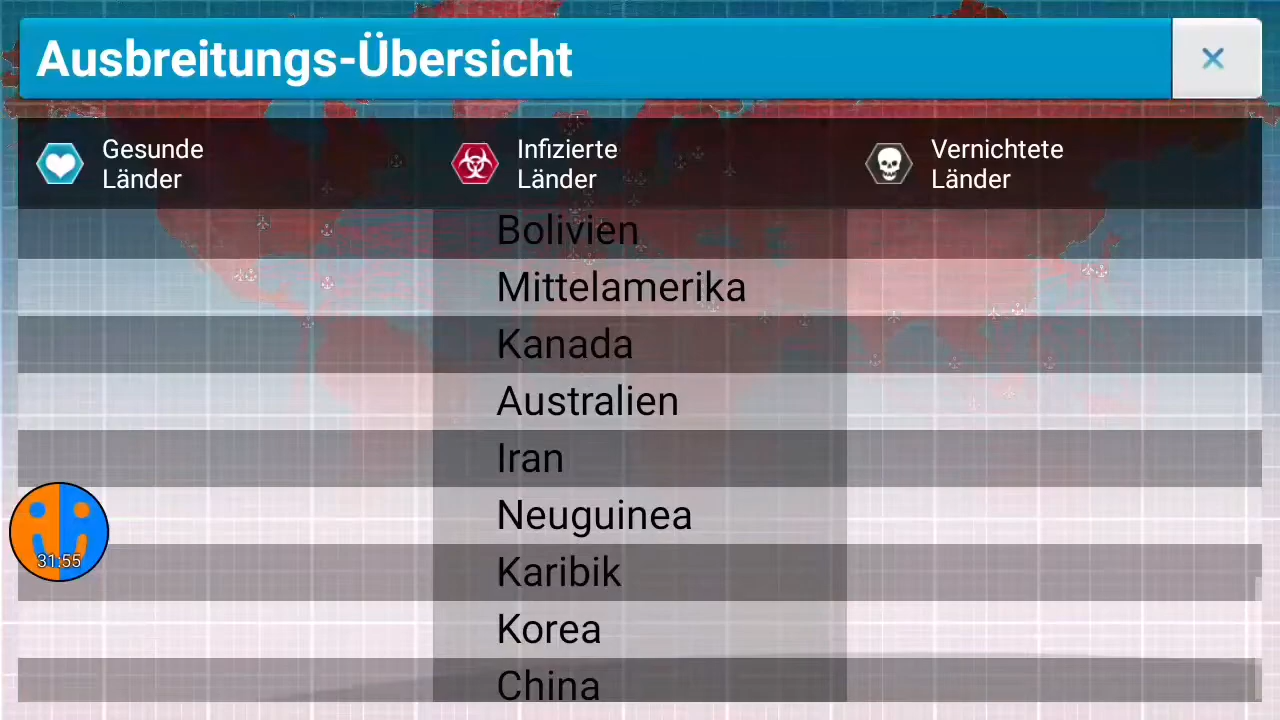 Ausbreitungs-Übersicht
Gesunde
Länder
Infizierte
Länder
Vernichtete
Länder
Bolivien
Mittelamerika
Kanada
Australien
Iran
Neuguinea
Karibik
Korea
China
31:55